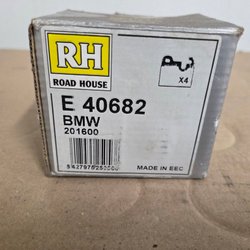 RH
ROAD HOUSE
X4
E 40682
BMW
201600
MADE IN EEC